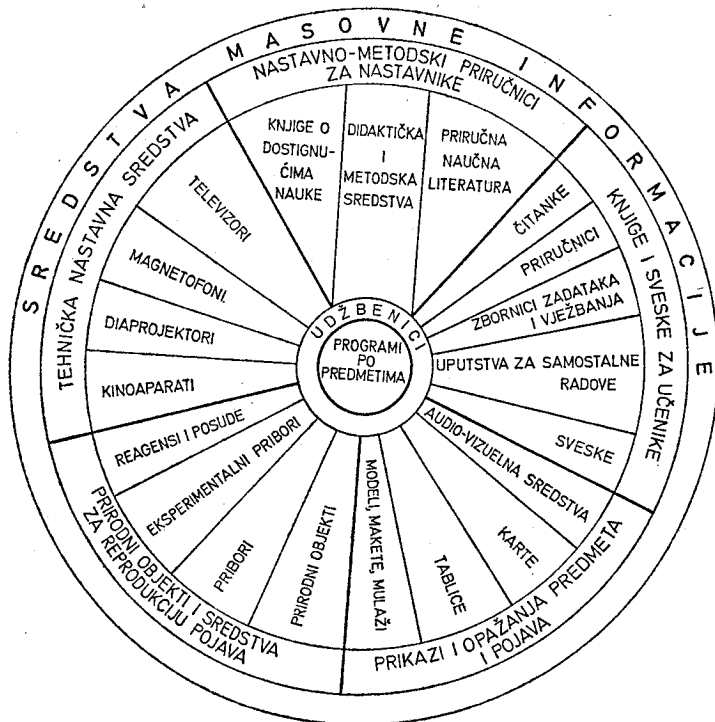 SREDSTVA MASOVNE INFORMACIJE
NASTAVNO-METODSKI PRIRUČNICI
ZA NASTAVNIKE
KNJIGE O
DOSTIGNU-
ĆIMA
NAUKE
DIDAKTIČKA
I
METODSKA
SREDSTVA
PRIRUČNA
NAUČNA
LITERATURA
KNJIGE I SVESKE ZA UČENIKE
ČITANKE
PRIRUČNICI
ZBORNICI ZADATAKA
I VJEŽBANJA
UPUTSTVA ZA SAMOSTALNE
RADOVE
SVESKE
PRIKAZI I OPAŽANJA PREDMETA
I POJAVA
AUDIO-VIZUELNA SREDSTVA
KARTE
TABLICE
MODELI, MAKETE, MULAŽI
PRIRODNI OBJEKTI I SREDSTVA
ZA REPRODUKCIJU POJAVA
PRIRODNI OBJEKTI
PRIBORI
EKSPERIMENTALNI PRIBORI
REAGENSI I POSUDE
TEHNIČKA NASTAVNA SREDSTVA
KINOAPARATI
DIAPROJEKTORI
MAGNETOFONI
TELEVIZORI
UDŽBENICI
PROGRAMI
PO
PREDMETIMA